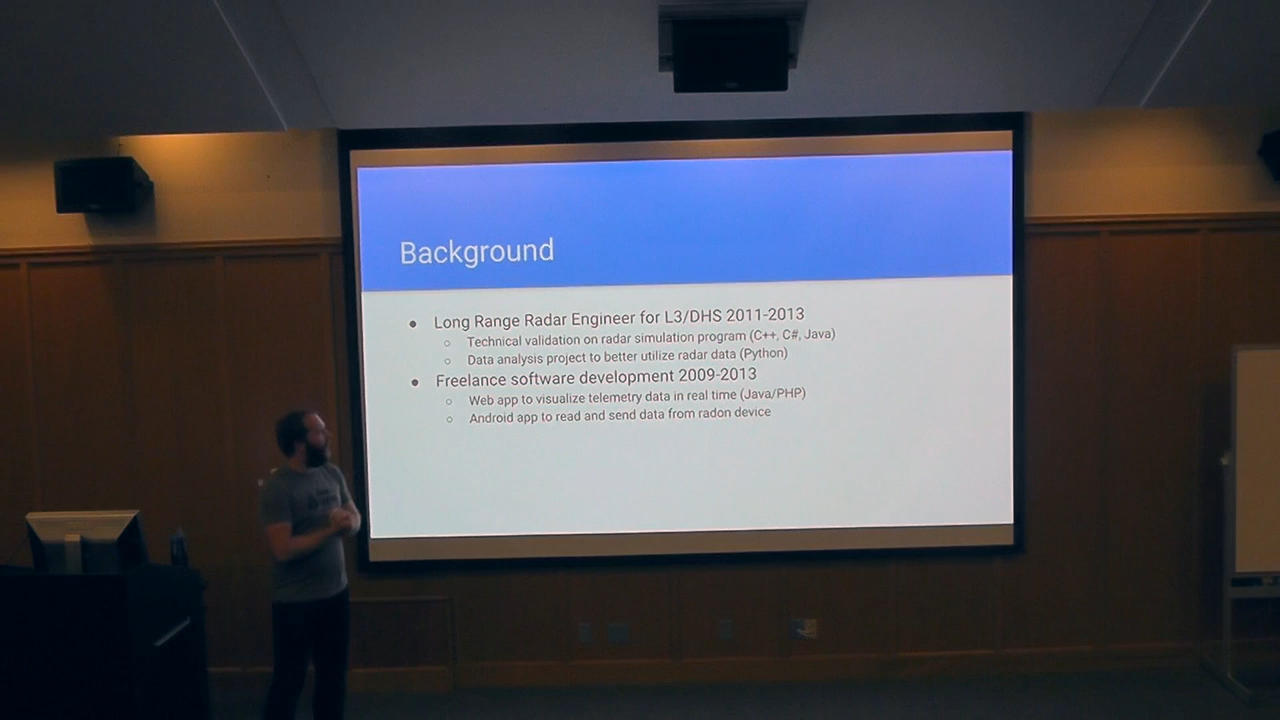 Background
● Long Range Radar Engineer for L3/DHS 2011-2013
○ Technical validation on radar simulation program (C++, C#, Java)
○ Data analysis project to better utilize radar data (Python)
● Freelance software development 2009-2013
○ Web app to visualize telemetry data in real time (Java/PHP)
○ Android app to read and send data from radon device